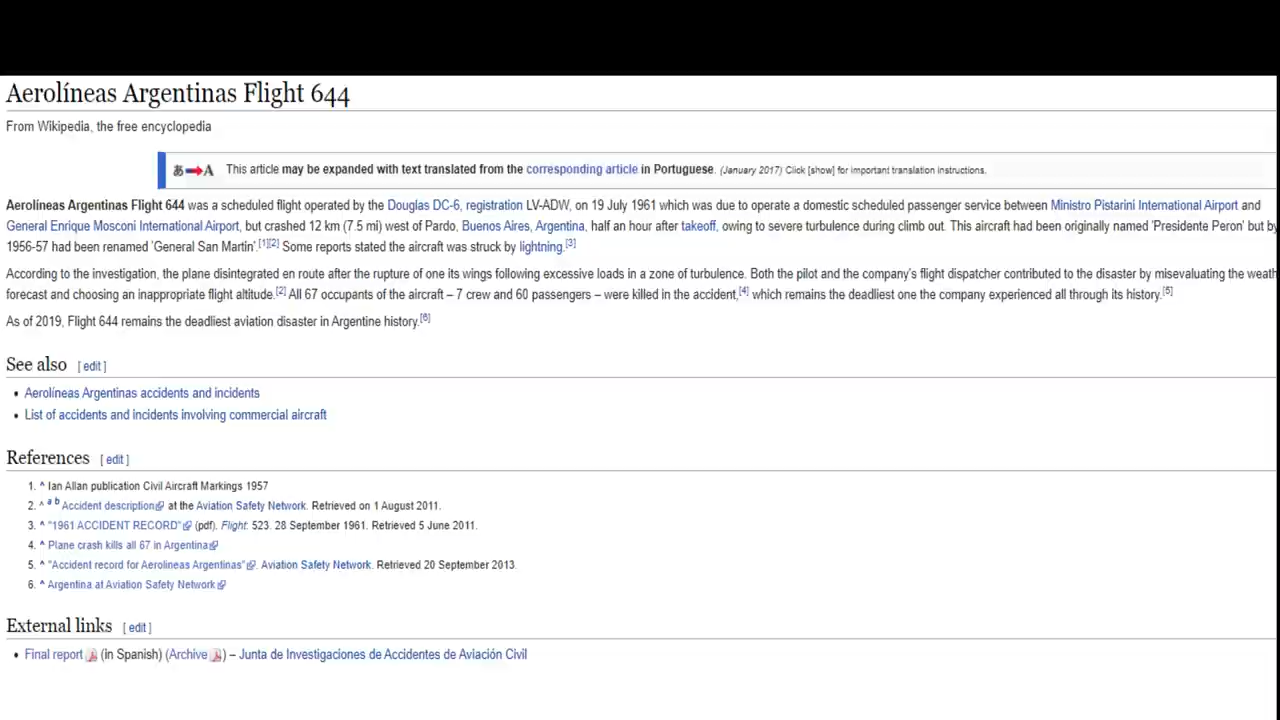 Aerolíneas Argentinas Flight 644
From Wikipedia, the free encyclopedia
あ A This article may be expanded with text translated from the corresponding article in Portuguese. (January 2017) Click [show] for important translation instructions.
Aerolíneas Argentinas Flight 644 was a scheduled flight operated by the Douglas DC-6, registration LV-ADW, on 19 July 1961 which was due to operate a domestic scheduled passenger service between Ministro Pistarini International Airport and
General Enrique Mosconi International Airport, but crashed 12 km (7.5 mi) west of Pardo, Buenos Aires, Argentina, half an hour after takeoff, owing to severe turbulence during climb out. This aircraft had been originally named 'Presidente Peron' but by
1956-57 had been renamed 'General San Martin'.[1][2] Some reports stated the aircraft was struck by lightning.[3]
According to the investigation, the plane disintegrated en route after the rupture of one its wings following excessive loads in a zone of turbulence. Both the pilot and the company's flight dispatcher contributed to the disaster by misevaluating the weath
forecast and choosing an inappropriate flight altitude.[2] All 67 occupants of the aircraft – 7 crew and 60 passengers – were killed in the accident,[4] which remains the deadliest one the company experienced all through its history.[5]
As of 2019, Flight 644 remains the deadliest aviation disaster in Argentine history.[6]
See also [ edit ]
• Aerolíneas Argentinas accidents and incidents
• List of accidents and incidents involving commercial aircraft
References [ edit ]
1. ^ Ian Allan publication Civil Aircraft Markings 1957
2. ^ a b Accident description at the Aviation Safety Network. Retrieved on 1 August 2011.
3. ^ "1961 ACCIDENT RECORD" (pdf). Flight: 523. 28 September 1961. Retrieved 5 June 2011.
4. ^ Plane crash kills all 67 in Argentina
5. ^ "Accident record for Aerolineas Argentinas". Aviation Safety Network. Retrieved 20 September 2013.
6. ^ Argentina at Aviation Safety Network
External links [ edit ]
• Final report (in Spanish) (Archive) – Junta de Investigaciones de Accidentes de Aviación Civil